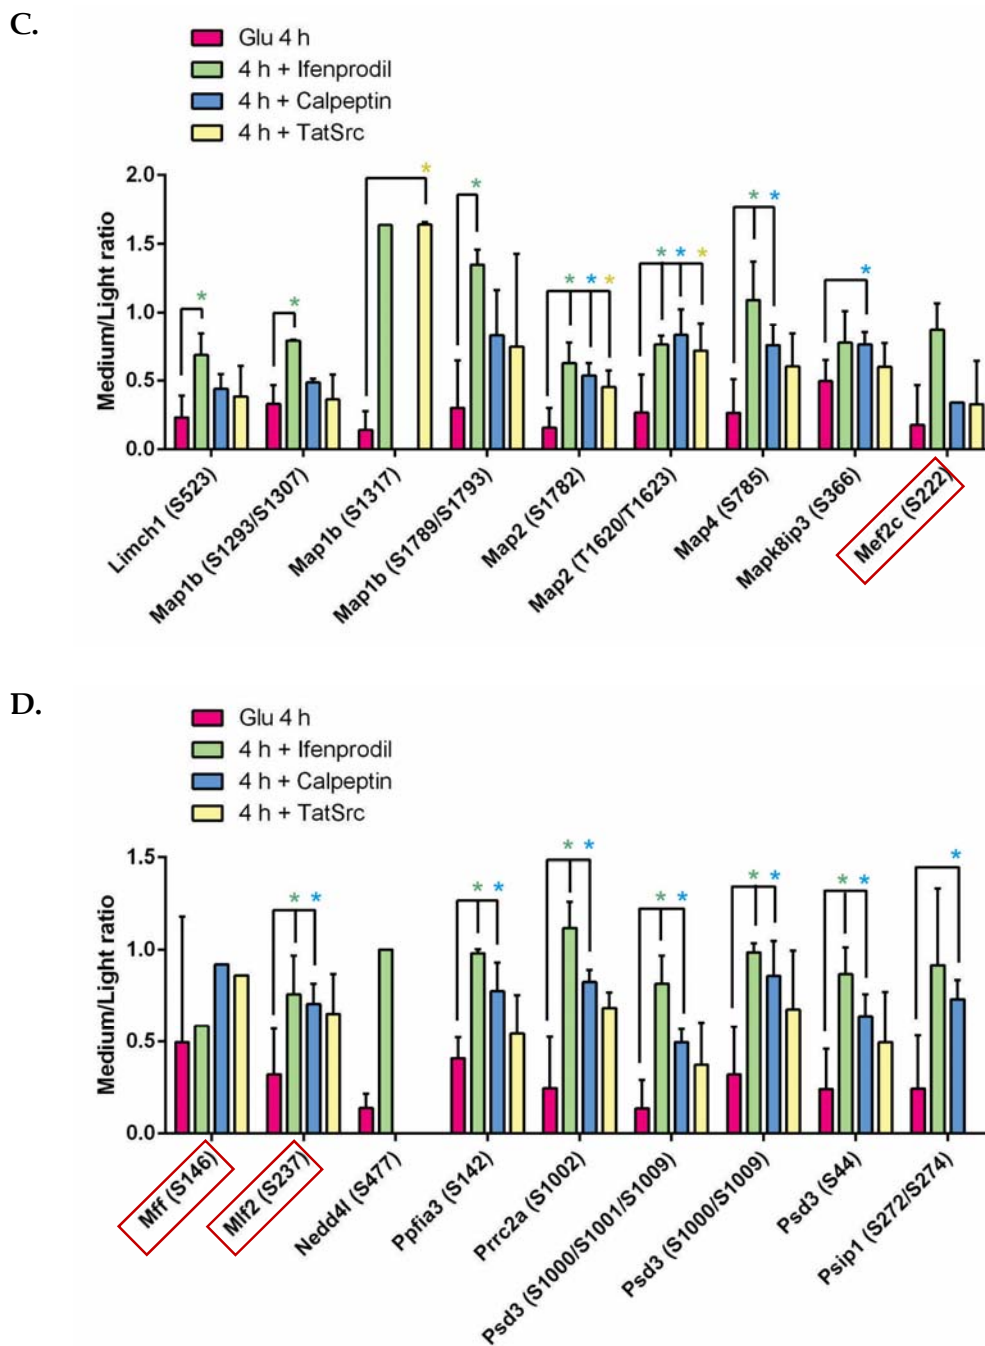 C.
Glu 4 h
4 h + Ifenprodil
4 h + Calpeptin
4 h + TatSrc
Medium/Light ratio
2.0
1.5
1.0
0.5
0.0
* * * * * * * * * * * *
Limch1 (S523)
Map1b (S1293/S1307)
Map1b (S1317)
Map1b (S1789/S1793)
Map2 (S1782)
Map2 (T1620/T1623)
Map4 (S785)
Mapk8ip3 (S366)
Mef2c (S222)
D.
Glu 4 h
4 h + Ifenprodil
4 h + Calpeptin
4 h + TatSrc
Medium/Light ratio
1.5
1.0
0.5
0.0
* * * * * * * * * * * * *
Mff (S146)
Mlf2 (S237)
Nedd4l (S477)
Ppfia3 (S142)
Prrc2a (S1002)
Psd3 (S1000/S1001/S1009)
Psd3 (S1000/S1009)
Psd3 (S44)
Psip1 (S272/S274)